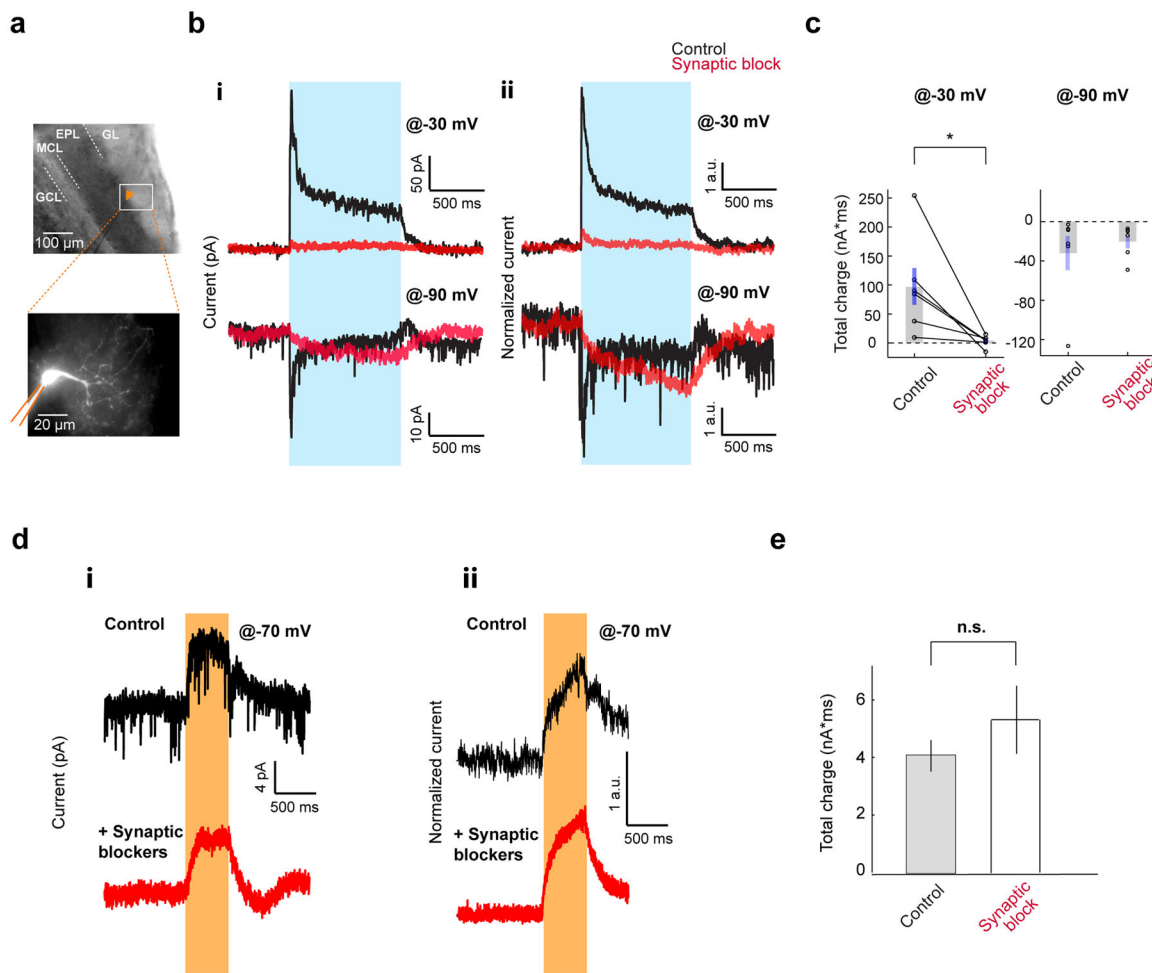 a
EPL
GL
MCL
GCL
100 µm
20 µm
b
Control
Synaptic block
i
@-30 mV
50 pA
500 ms
Current (pA)
@-90 mV
10 pA
500 ms
ii
@-30 mV
1 a.u.
500 ms
Normalized current
@-90 mV
1 a.u.
500 ms
c
@-30 mV
@-90 mV
*
Total charge (nA*ms)
250
200
150
100
50
0
Control
Synaptic
block
-0
-40
-80
-120
Control
Synaptic
block
d
i
Control
@-70 mV
Current (pA)
4 pA
500 ms
+ Synaptic
blockers
ii
Control
@-70 mV
Normalized current
1 a.u.
500 ms
+ Synaptic
blockers
e
n.s.
Total charge (nA*ms)
6
4
2
0
Control
Synaptic
block